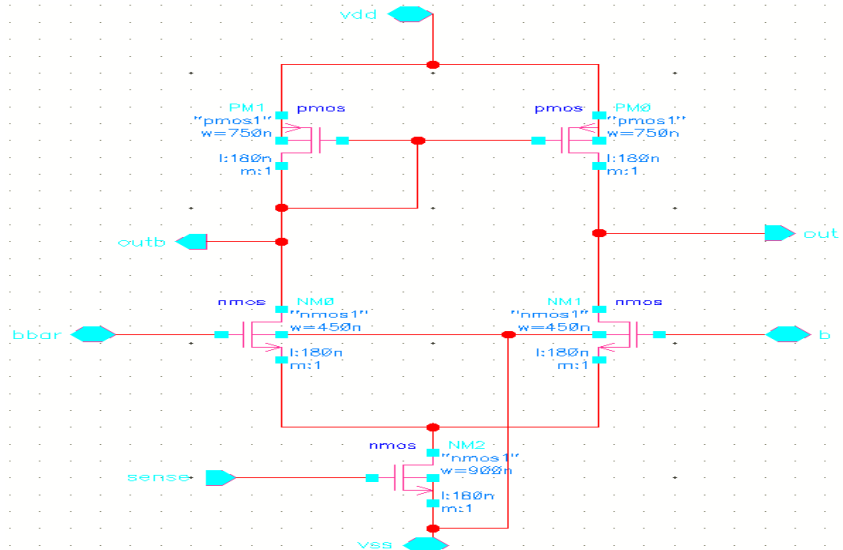 vdd
PM1 pmos
"pmos1"
w=750n
l:180n
m:1
pmos PM0
"pmos1"
w=750n
l:180n
m:1
outb
out
nmos NM0
"nmos1"
w=450n
l:180n
m:1
NM1 nmos
"nmos1"
w=450n
l:180n
m:1
bbar
b
nmos NM2
"nmos1"
w=900n
l:180n
m:1
sense
vss